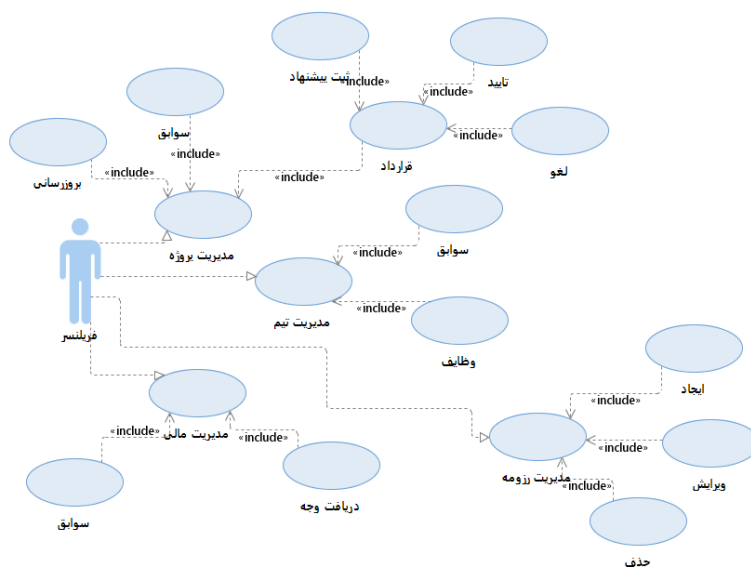 ثبت پیشنهاد
«include»
تایید
«include»
سوابق
«include»
قرارداد
«include»
لغو
بروزرسانی
«include»
«include»
مدیریت پروژه
سوابق
«include»
مدیریت تیم
«include»
وظایف
فریلنسر
ایجاد
«include»
مدیریت مالی
«include»
«include»
سوابق
دریافت وجه
مدیریت رزومه
«include»
ویرایش
«include»
حذف